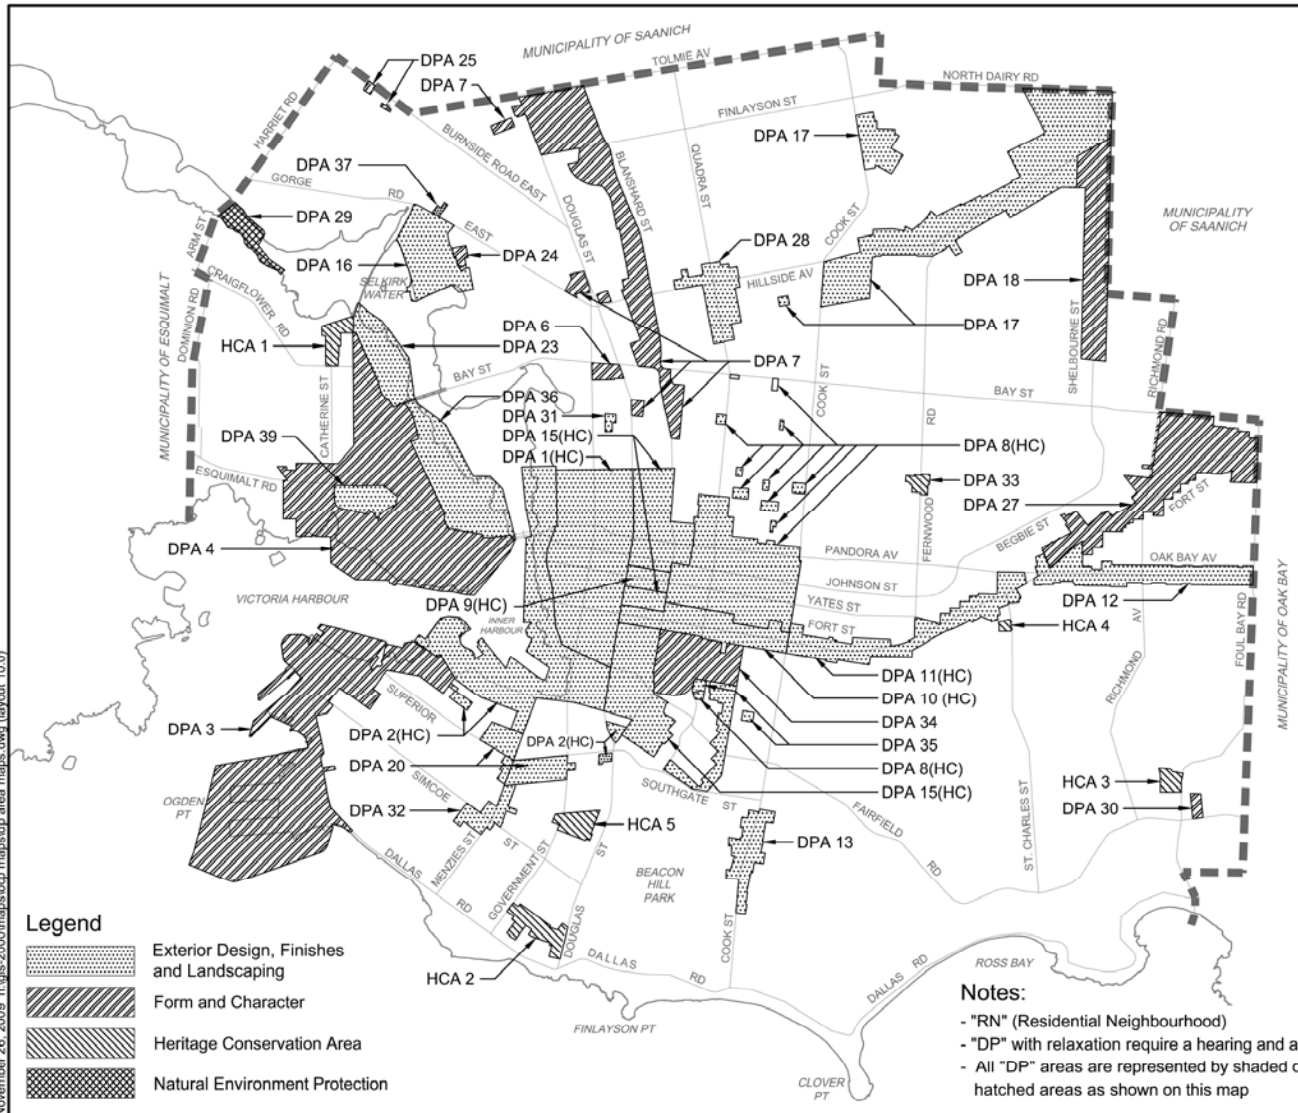 MUNICIPALITY OF SAANICH
TOLMIE AV
NORTH DAIRY RD
DPA 25
DPA 7
HARRIET RD
FINLAYSON ST
BURNSIDE ROAD EAST
DPA 17
QUADRA ST
BLANSHARD ST
DPA 37
GORGE RD EAST
DOUGLAS ST
COOK ST
MUNICIPALITY
OF SAANICH
DPA 29
ARM ST
DPA 28
DPA 16
DPA 24
HILLSIDE AV
SELKIRK
WATER
CRAIGFLOWER RD
DOMINION RD
DPA 18
SHELBOURNE ST
RICHMOND RD
DPA 17
DPA 6
HCA 1
DPA 23
DPA 7
MUNICIPALITY OF ESQUIMALT
BAY ST
BAY ST
CATHERINE ST
COOK ST
DPA 36
DPA 31
DPA 15(HC)
DPA 1(HC)
DPA 39
RD
DPA 8(HC)
ESQUIMALT RD
DPA 33
DPA 27
FORT ST
FERNWOOD
BEGBIE ST
DPA 4
PANDORA AV
OAK BAY AV
JOHNSON ST
VICTORIA HARBOUR
DPA 9(HC)
YATES ST
DPA 12
INNER
HARBOUR
FORT ST
HCA 4
AV
FOUL BAY RD
MUNICIPALITY OF OAK BAY
DPA 11(HC)
DPA 10 (HC)
SUPERIOR
RICHMOND
DPA 3
DPA 2(HC)
DPA 2(HC)
DPA 34
DPA 35
DPA 20
DPA 8(HC)
SIMCOE
ST
SOUTHGATE ST
DPA 15(HC)
HCA 3
OGDEN
PT
DPA 32
FAIRFIELD
RD
DPA 30
HCA 5
MENZIES ST
ST. CHARLES ST
DPA 13
DALLAS
RD
GOVERNMENT ST
ST
BEACON
HILL
PARK
DOUGLAS
COOK ST
Legend
Exterior Design, Finishes
and Landscaping
DALLAS
RD
DALLAS RD
ROSS BAY
HCA 2
Form and Character
FINLAYSON PT
Heritage Conservation Area
Natural Environment Protection
CLOVER
PT
Notes:
- "RN" (Residential Neighbourhood)
- "DP" with relaxation require a hearing and a
- All "DP" areas are represented by shaded o
hatched areas as shown on this map